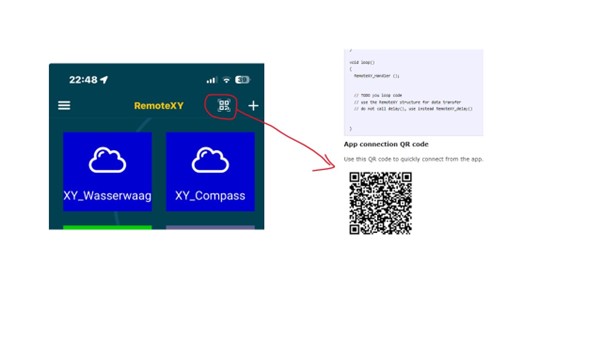 22:48
RemoteXY
XY_Wasserwaag
XY_Compass
}
void loop()
{
RemoteXY_Handler ();
// TODO you loop code
// use the RemoteXY structure for data transfer
// do not call delay(), use instead RemoteXY_delay()
}
App connection QR code
Use this QR code to quickly connect from the app.